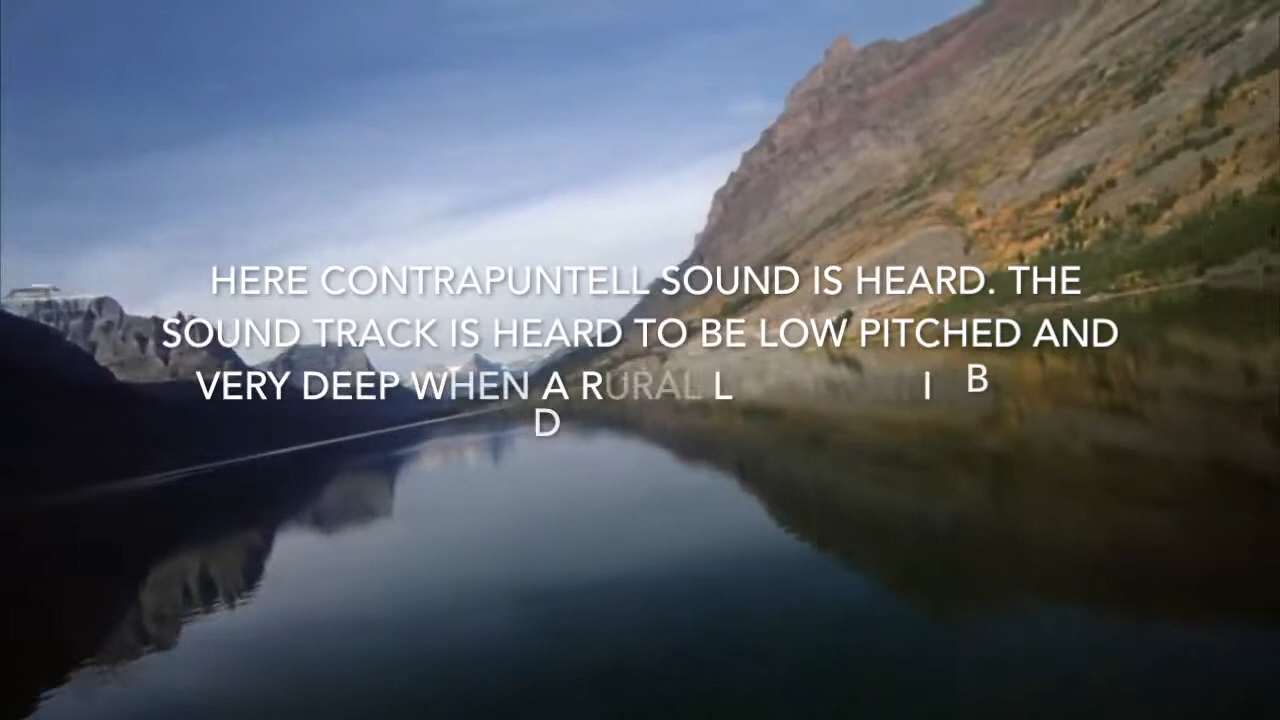 HERE CONTRAPUNTELL SOUND IS HEARD. THE
SOUND TRACK IS HEARD TO BE LOW PITCHED AND
VERY DEEP WHEN A RURAL L I B
D